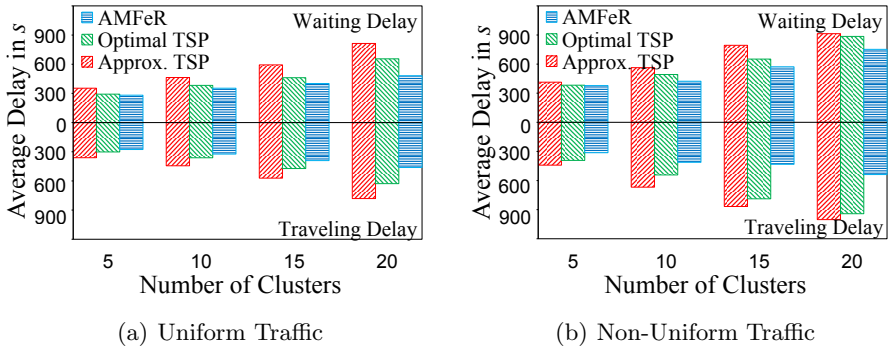 Average Delay in s
900
600
300
0
300
600
900
AMFeR
Optimal TSP
Approx. TSP
Waiting Delay
Traveling Delay
5 10 15 20
Number of Clusters
(a) Uniform Traffic
Average Delay in s
900
600
300
0
300
600
900
AMFeR
Optimal TSP
Approx. TSP
Waiting Delay
Traveling Delay
5 10 15 20
Number of Clusters
(b) Non-Uniform Traffic